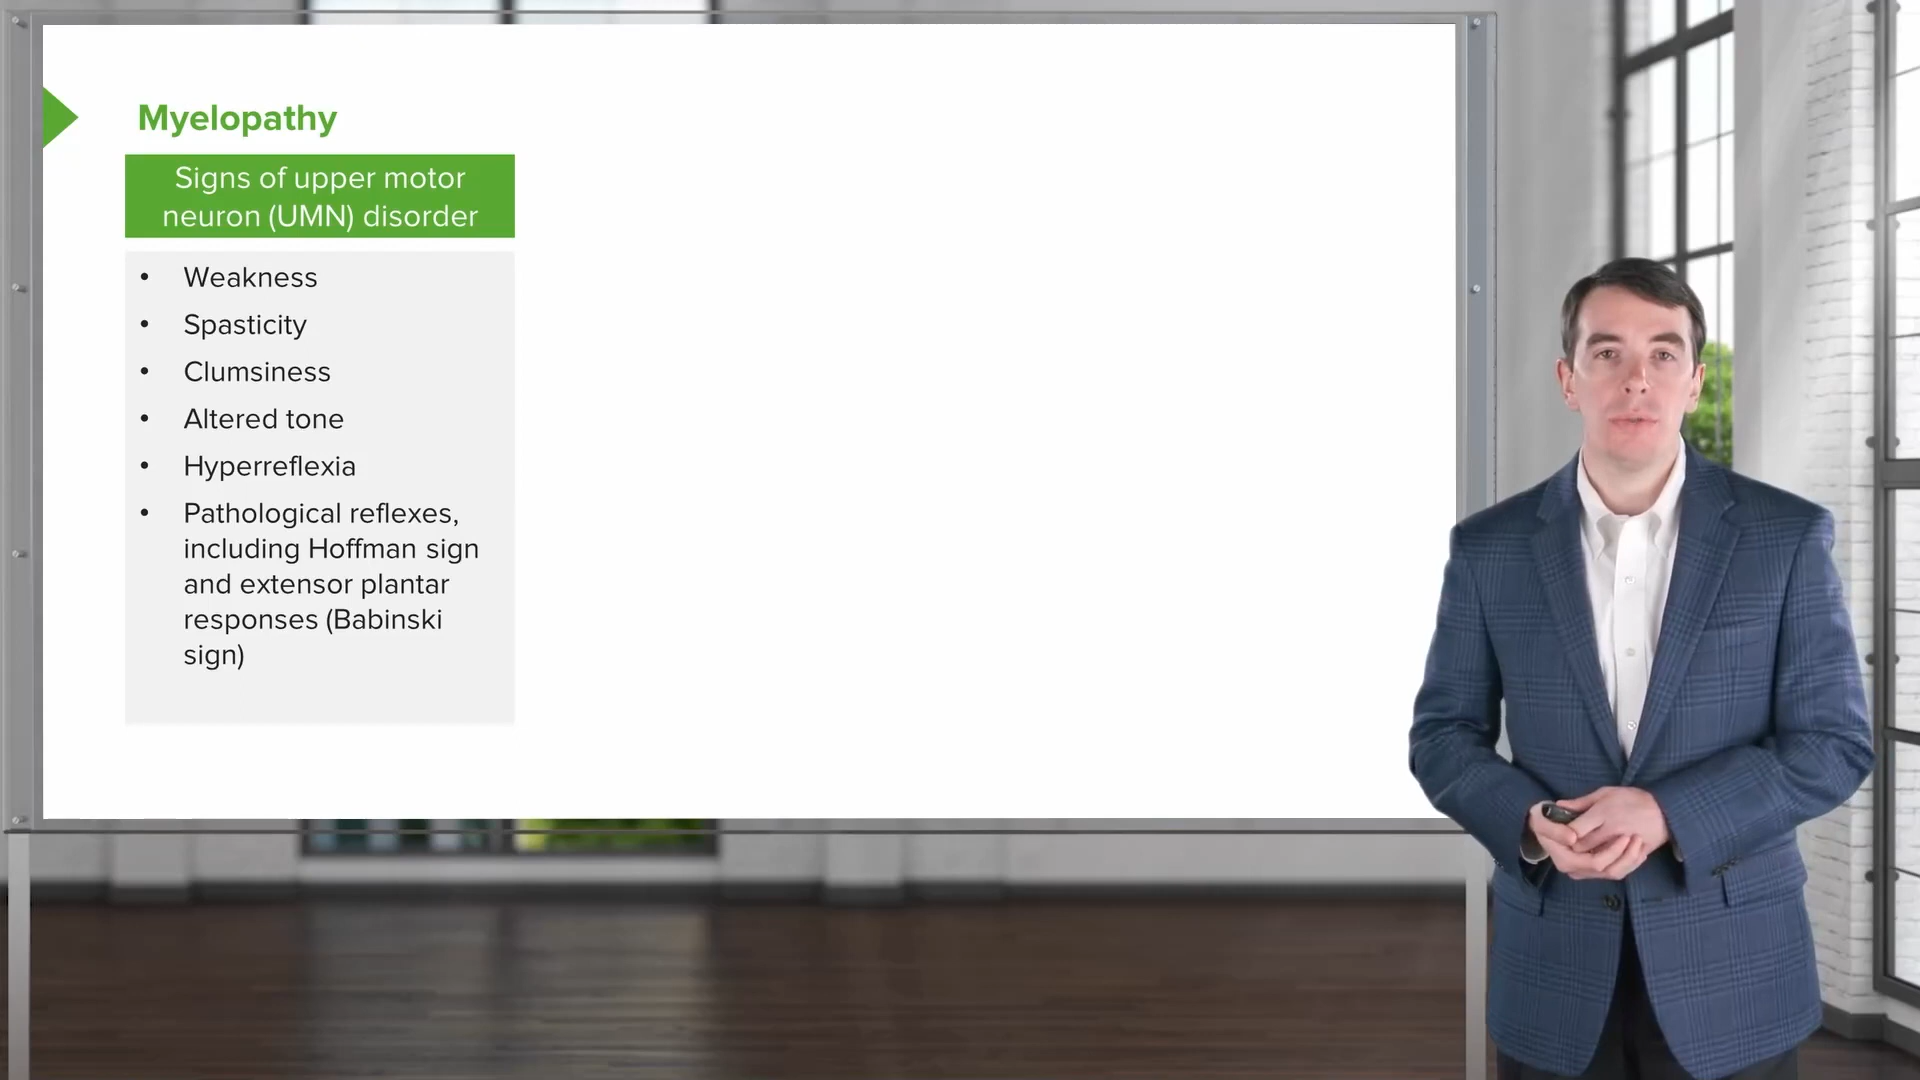 Myelopathy
Signs of upper motor
neuron (UMN) disorder
• Weakness
• Spasticity
• Clumsiness
• Altered tone
• Hyperreflexia
• Pathological reflexes,
including Hoffman sign
and extensor plantar
responses (Babinski
sign)